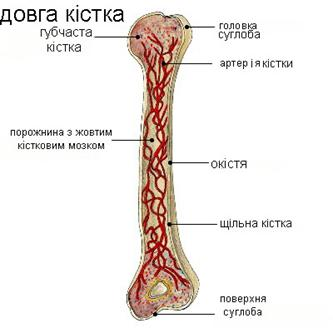 довга кістка
губчаста
кістка
головка
суглоба
артерія кістки
порожнина з жовтим
кістковим мозком
окістя
щільна кістка
поверхня
суглоба